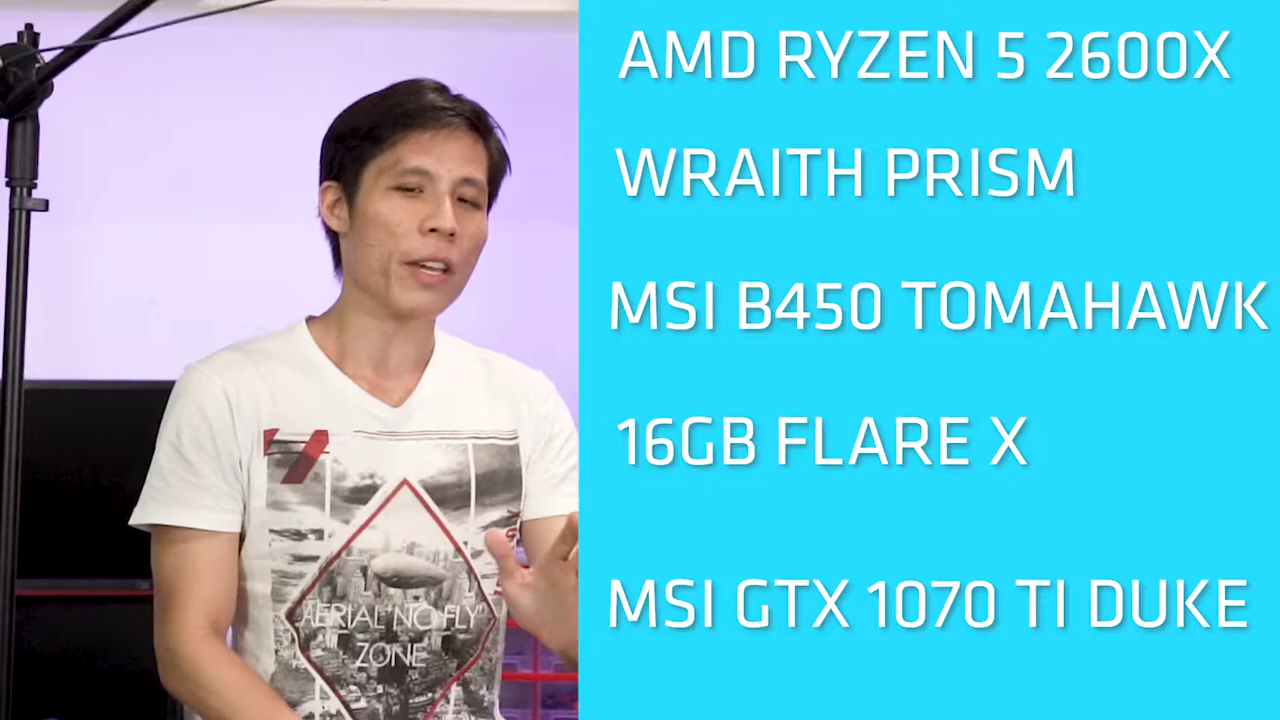 AMD RYZEN 5 2600X
WRAITH PRISM
MSI B450 TOMAHAWK
16GB FLARE X
MSI GTX 1070 TI DUKE
AERIAL "NO FLY"
ZONE